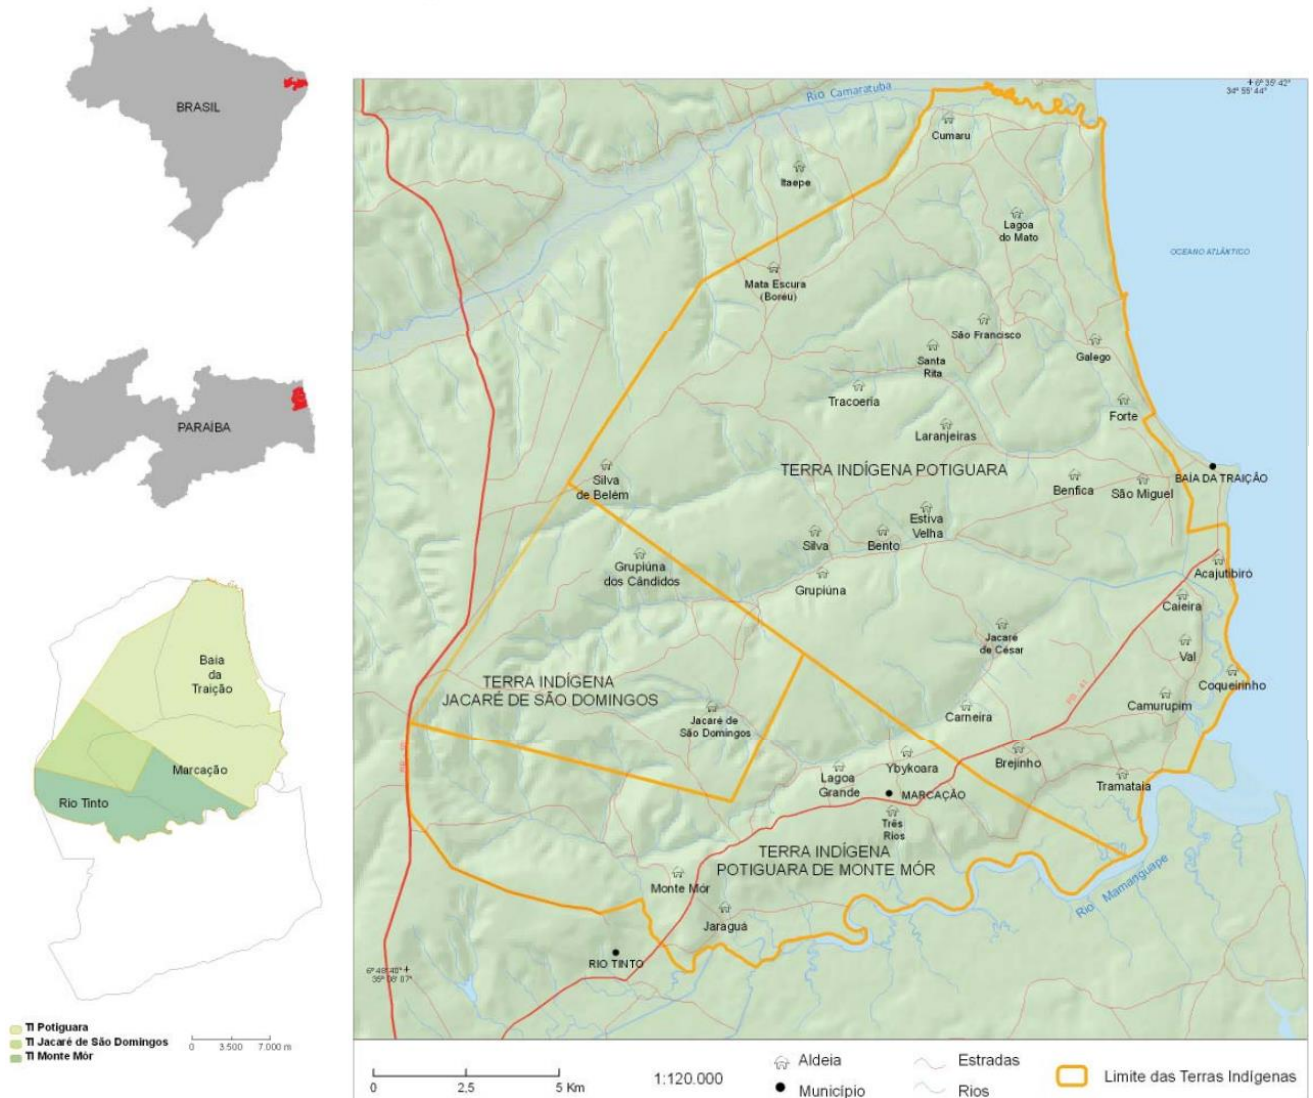 BRASIL
PARAÍBA
Baía
da
Traição
Marcação
Rio Tinto
TI Potiguara
TI Jacaré de São Domingos
TI Monte Mór
0 3.500 7.000 m
Rio Camaratuba
34° 55' 44"
Cumaru
Itaepe
Lagoa
do Mato
OCEANO ATLÂNTICO
Mata Escura
(Boréu)
São Francisco
Santa
Rita
Galego
Tracoeria
Forte
Laranjeiras
TERRA INDÍGENA POTIGUARA
BAÍA DA TRAIÇÃO
Silva
de Belém
Benfica
São Miguel
Estiva
Velha
Silva
Bento
Grupiúna
dos Cândidos
Grupiúna
Acajutibiró
Caieira
Jacaré
de César
Val
TERRA INDÍGENA
JACARÉ DE SÃO DOMINGOS
Coqueirinho
Camurupim
Carneira
Jacaré de
São Domingos
Ybykoara
Brejinho
Lagoa
Grande
Tramataia
MARCAÇÃO
Três
Rios
TERRA INDÍGENA
POTIGUARA DE MONTE MÓR
Monte Mór
Rio Mamanguape
Jaraguá
RIO TINTO
0 2,5 5 Km
1:120.000
Aldeia
Município
Estradas
Rios
Limite das Terras Indígenas